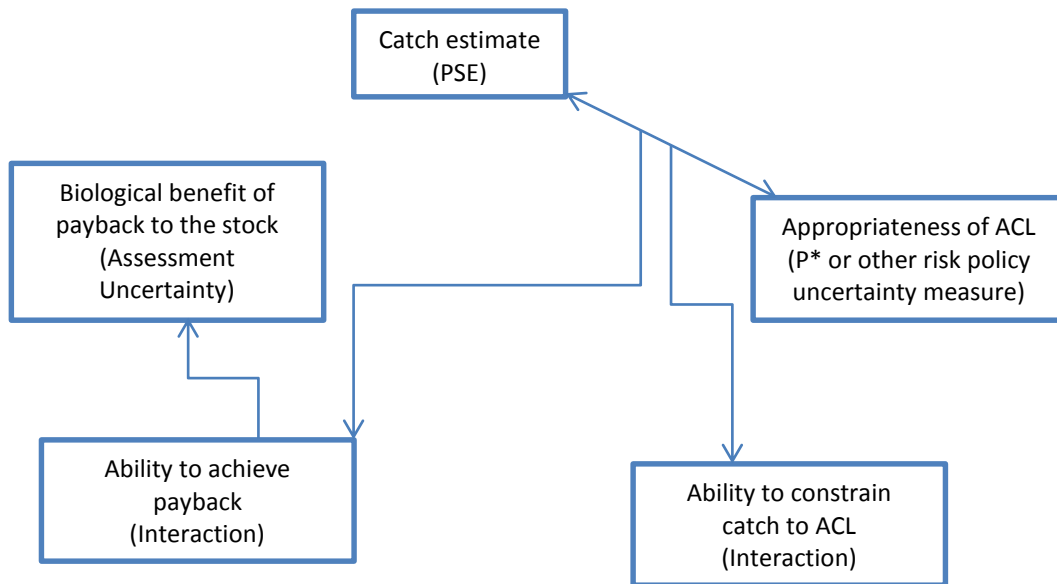 Catch estimate
(PSE)
Biological benefit of
payback to the stock
(Assessment
Uncertainty)
Appropriateness of ACL
(P* or other risk policy
uncertainty measure)
Ability to achieve
payback
(Interaction)
Ability to constrain
catch to ACL
(Interaction)